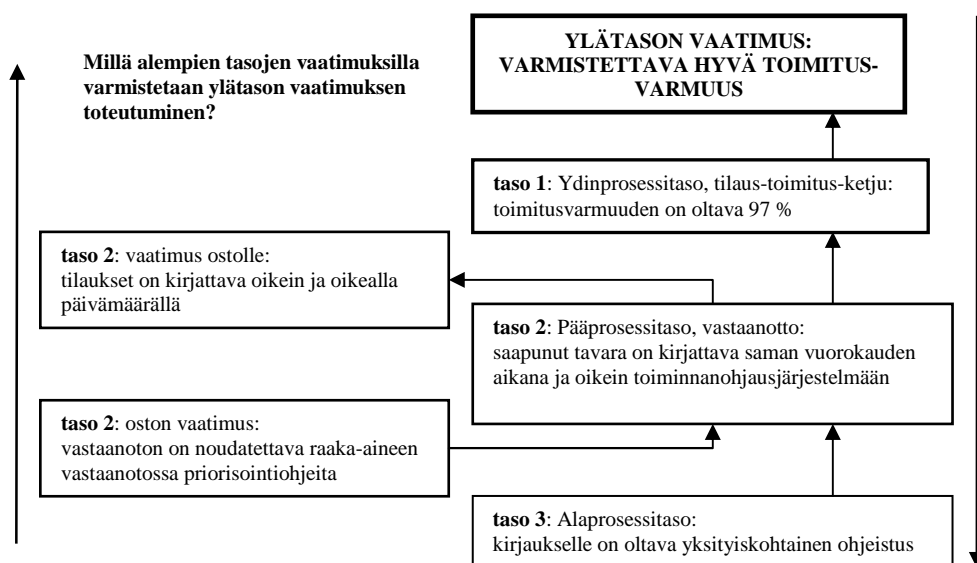 YLÄTASON VAATIMUS:
VARMISTETTAVA HYVÄ TOIMITUS-
VARMUUS
Millä alempien tasojen vaatimuksilla
varmistetaan ylätason vaatimuksen
toteutuminen?
taso 1: Ydinprosessitaso, tilaus-toimitus-ketju:
toimitusvarmuuden on oltava 97 %
taso 2: vaatimus ostolle:
tilaukset on kirjattava oikein ja oikealla
päivämäärällä
taso 2: Pääprosessitaso, vastaanotto:
saapunut tavara on kirjattava saman vuorokauden
aikana ja oikein toiminnanohjausjärjestelmään
taso 2: oston vaatimus:
vastaanoton on noudatettava raaka-aineen
vastaanotossa priorisointiohjeita
taso 3: Alaprosessitaso:
kirjaukselle on oltava yksityiskohtainen ohjeistus